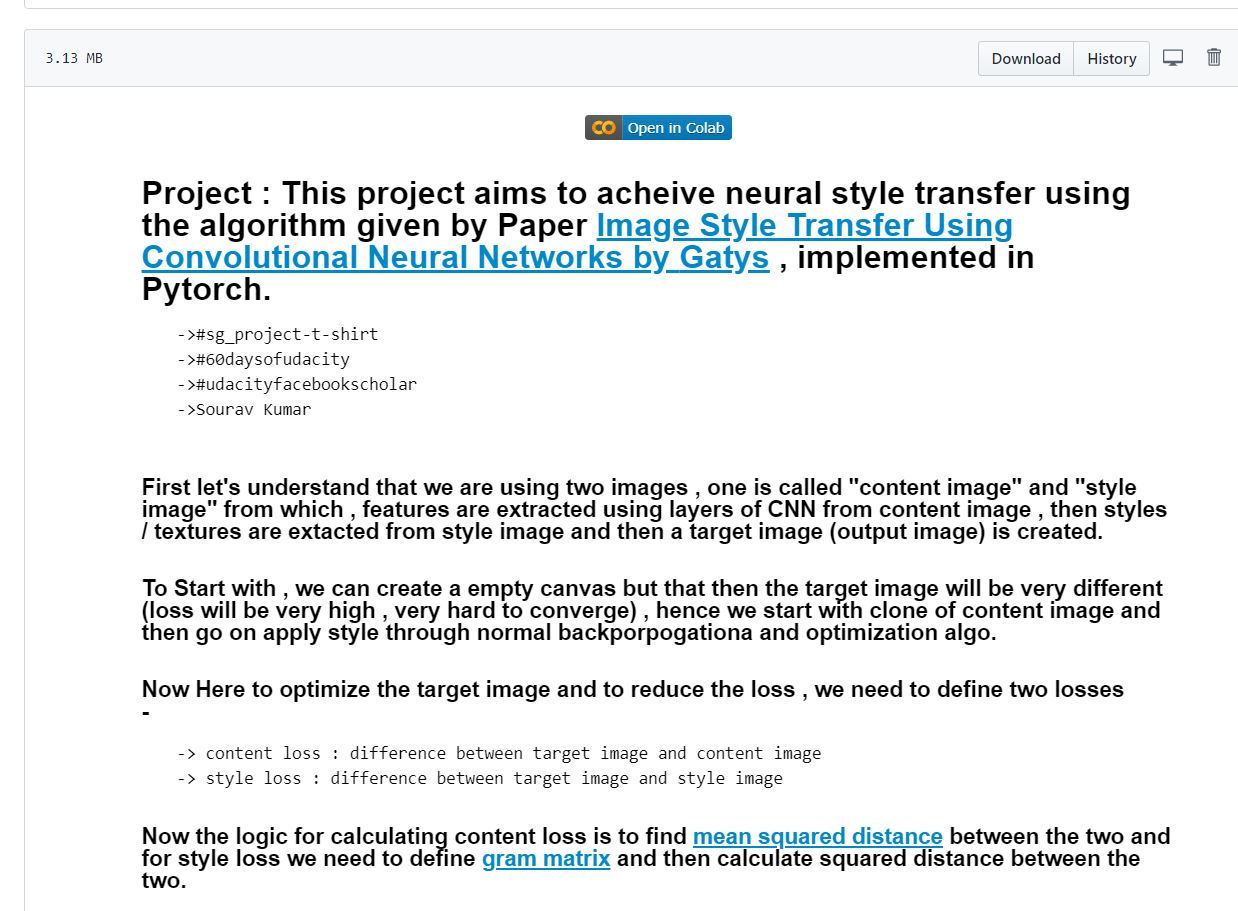 3.13 MB
Download History
Open in Colab
Project : This project aims to acheive neural style transfer using
the algorithm given by Paper Image Style Transfer Using
Convolutional Neural Networks by Gatys , implemented in
Pytorch.
->#sg_project-t-shirt
->#60daysofudacity
->#udacityfacebookscholar
->Sourav Kumar
First let's understand that we are using two images , one is called "content image" and "style
image" from which , features are extracted using layers of CNN from content image , then styles
/ textures are extacted from style image and then a target image (output image) is created.
To Start with , we can create a empty canvas but that then the target image will be very different
(loss will be very high , very hard to converge) , hence we start with clone of content image and
then go on apply style through normal backporpogationa and optimization algo.
Now Here to optimize the target image and to reduce the loss , we need to define two losses
-
-> content loss : difference between target image and content image
-> style loss : difference between target image and style image
Now the logic for calculating content loss is to find mean squared distance between the two and
for style loss we need to define gram matrix and then calculate squared distance between the
two.